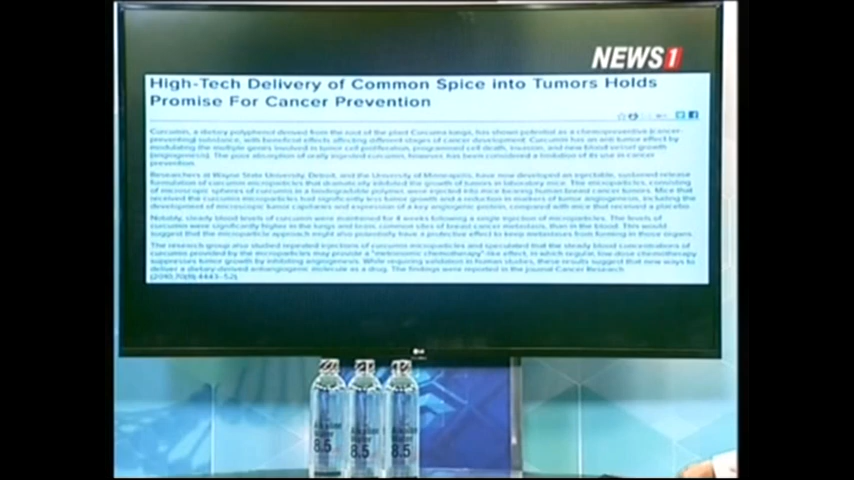 NEWS1
High-Tech Delivery of Common Spice into Tumors Holds
Promise For Cancer Prevention
Curcumin, a dietary polyphenol derived from the root of the plant Curcuma longa, has shown potential as a chemopreventive (cancer-
preventing) substance, with beneficial effects affecting different stages of cancer development. Curcumin has an anti-tumor effect by
modulating the multiple genes involved in tumor cell proliferation, programmed cell death, invasion, and new blood vessel growth
(angiogenesis). The poor absorption of orally ingested curcumin, however, has been considered a limitation of its use in cancer
prevention.
Researchers at Wayne State University, Detroit, and the University of Minneapolis, have now developed an injectable, sustained release
formulation of curcumin microparticles that dramatically inhibited the growth of tumors in laboratory mice. The microparticles, consisting
of microscopic spheres of curcumin in a biodegradable polymer, were injected into mice bearing human breast cancer tumors. Mice that
received the curcumin microparticles had significantly less tumor growth and a reduction in markers of tumor angiogenesis, including the
development of microscopic tumor capillaries and expression of a key angiogenic protein, compared with mice that received a placebo.
Notably, steady blood levels of curcumin were maintained for 4 weeks following a single injection of microparticles. The levels of
curcumin were significantly higher in the lungs and brain, common sites of breast cancer metastasis, than in the blood. This would
suggest that the microparticle approach might also potentially have a protective effect to keep metastases from forming in those organs.
The research group also studied repeated injections of curcumin microparticles and speculated that the steady blood concentrations of
curcumin provided by the microparticles may provide a "metronomic chemotherapy"-like effect, in which regular, low dose chemotherapy
suppresses tumor growth by inhibiting angiogenesis. While requiring validation in human studies, these results suggest that new ways to
deliver a dietary-derived antiangiogenic molecule as a drug. The findings were reported in the journal Cancer Research
(2010;70(11):4443-52).
LG
Alkaline
Water
8.5
Alkaline
Water
8.5
Alkaline
Water
8.5